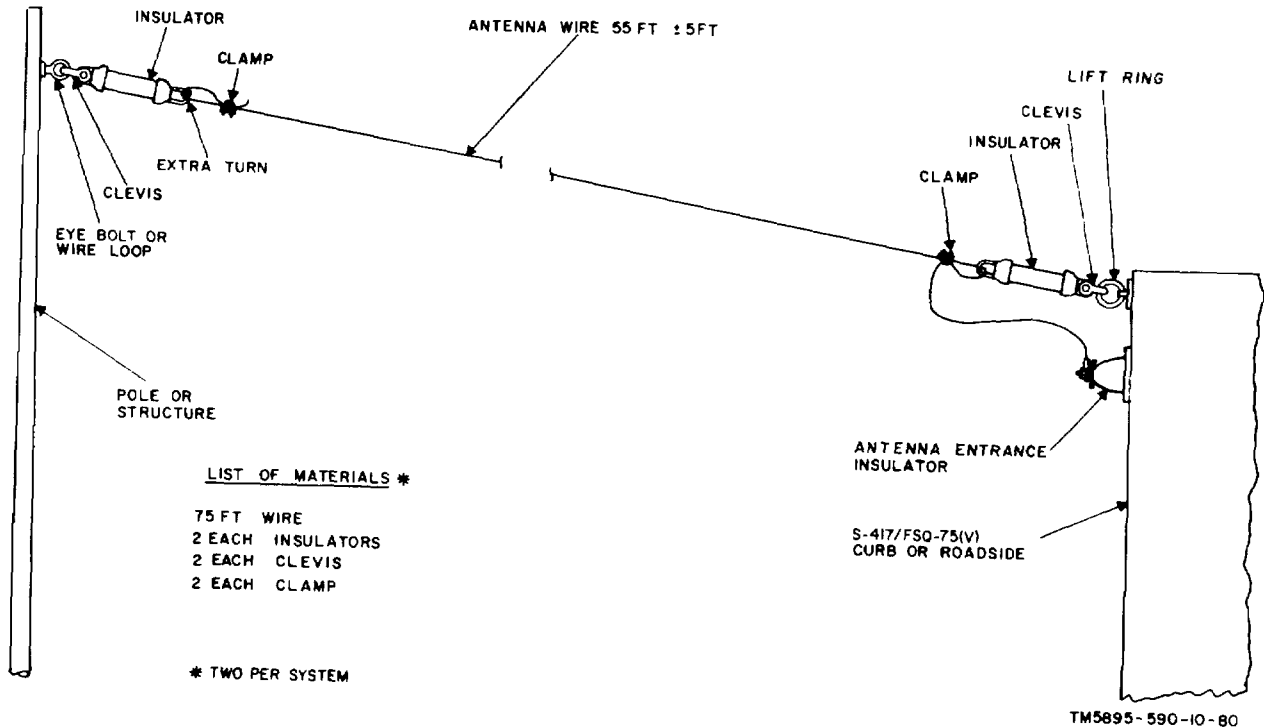 INSULATOR
ANTENNA WIRE 55 FT ±5FT
CLAMP
LIFT RING
CLEVIS
INSULATOR
CLAMP
EXTRA TURN
CLEVIS
EYE BOLT OR
WIRE LOOP
POLE OR
STRUCTURE
ANTENNA ENTRANCE
INSULATOR
LIST OF MATERIALS *
75 FT WIRE
2 EACH INSULATORS
2 EACH CLEVIS
2 EACH CLAMP
S-417/FSQ-75(V)
CURB OR ROADSIDE
* TWO PER SYSTEM
TM5895-590-10-80